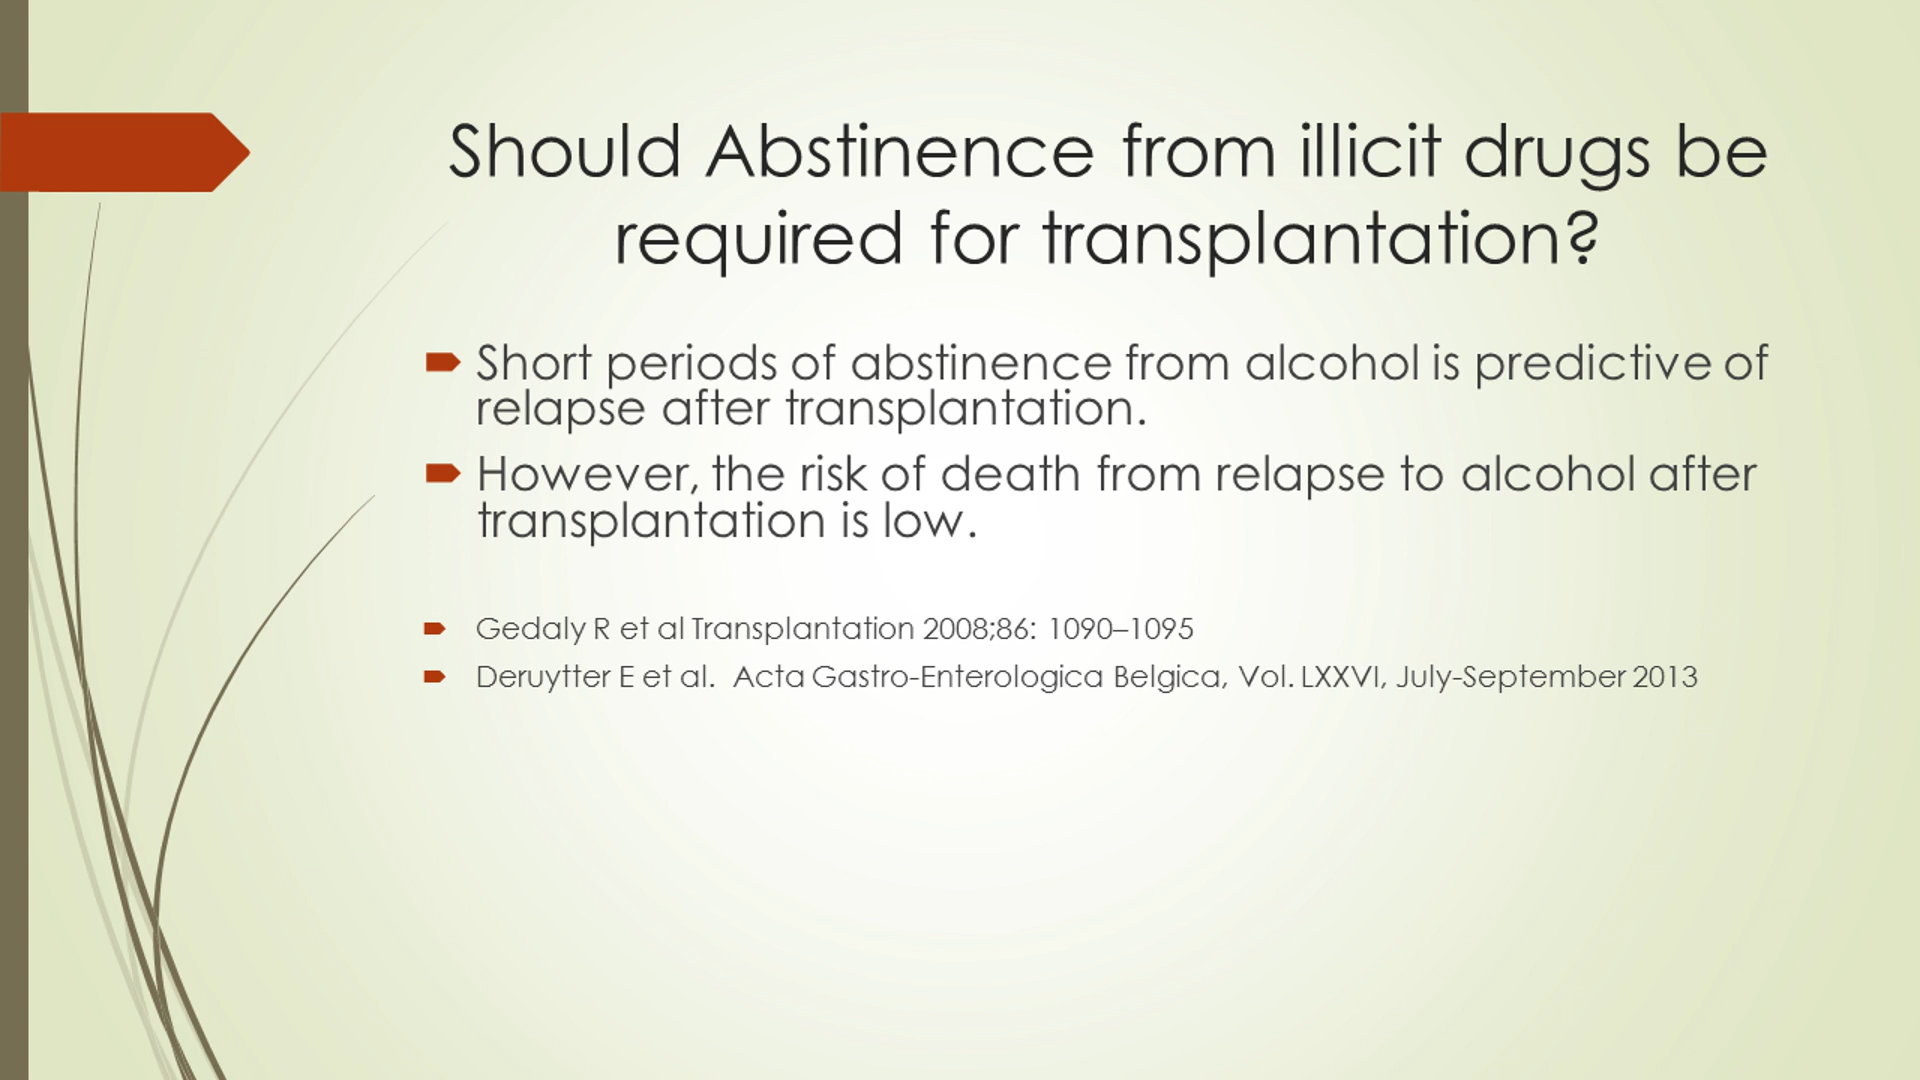 Should Abstinence from illicit drugs be
required for transplantation?
Short periods of abstinence from alcohol is predictive of
relapse after transplantation.
However, the risk of death from relapse to alcohol after
transplantation is low.
Gedaly R et al Transplantation 2008;86: 1090–1095
Deruytter E et al.  Acta Gastro-Enterologica Belgica, Vol. LXXVI, July-September 2013